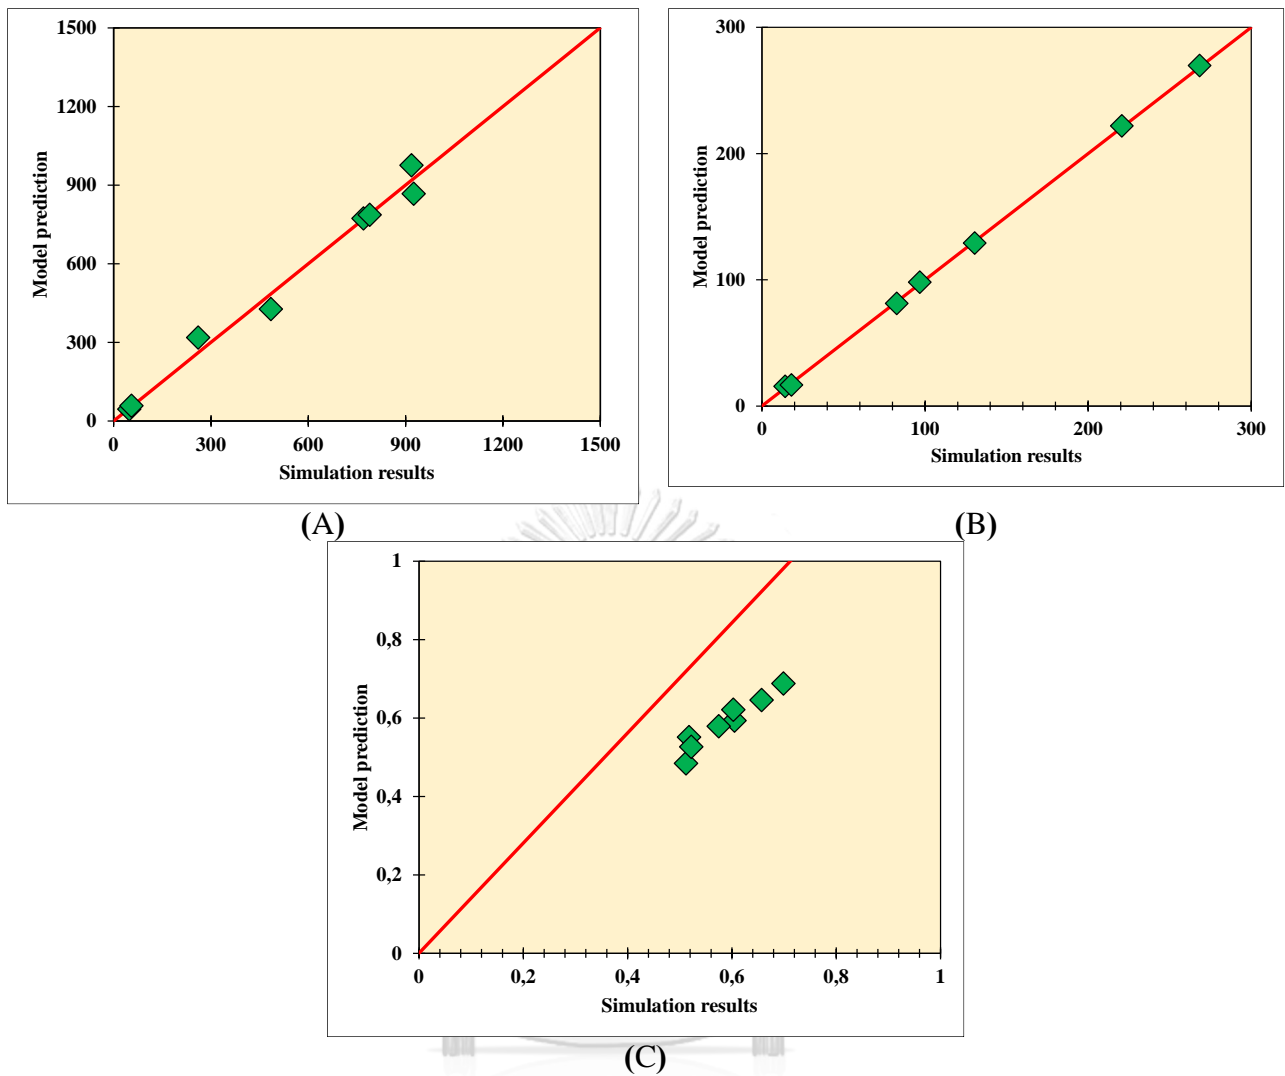 1500
1200
900
600
300
0
0 300 600 900 1200 1500
Model prediction
Simulation results
(A)
300
200
100
0
0 100 200 300
Model prediction
Simulation results
(B)
1
0,8
0,6
0,4
0,2
0
0 0,2 0,4 0,6 0,8 1
Model prediction
Simulation results
(C)